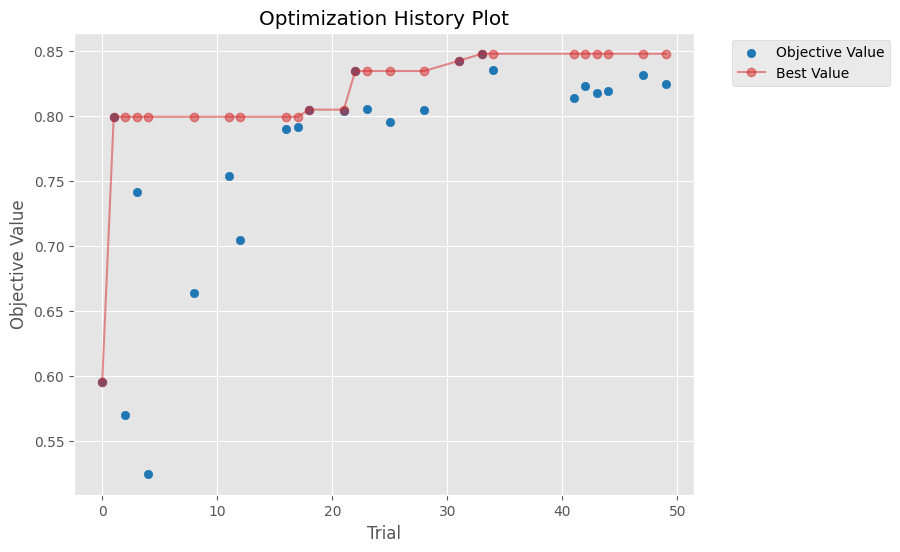 Optimization History Plot
Objective Value
Best Value
Objective Value
0.85
0.80
0.75
0.70
0.65
0.60
0.55
0 10 20 30 40 50
Trial